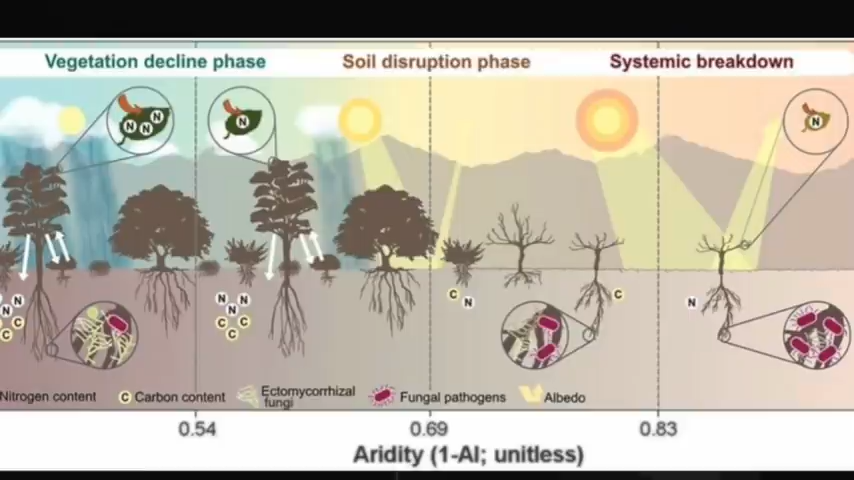 Vegetation decline phase
Soil disruption phase
Systemic breakdown
N N N
N
N
N N
N
C
C
N N N
C C
C
C
N
C
N
Nitrogen content
C Carbon content
Ectomycorrhizal
fungi
Fungal pathogens
Albedo
0.54
0.69
0.83
Aridity (1-AI; unitless)